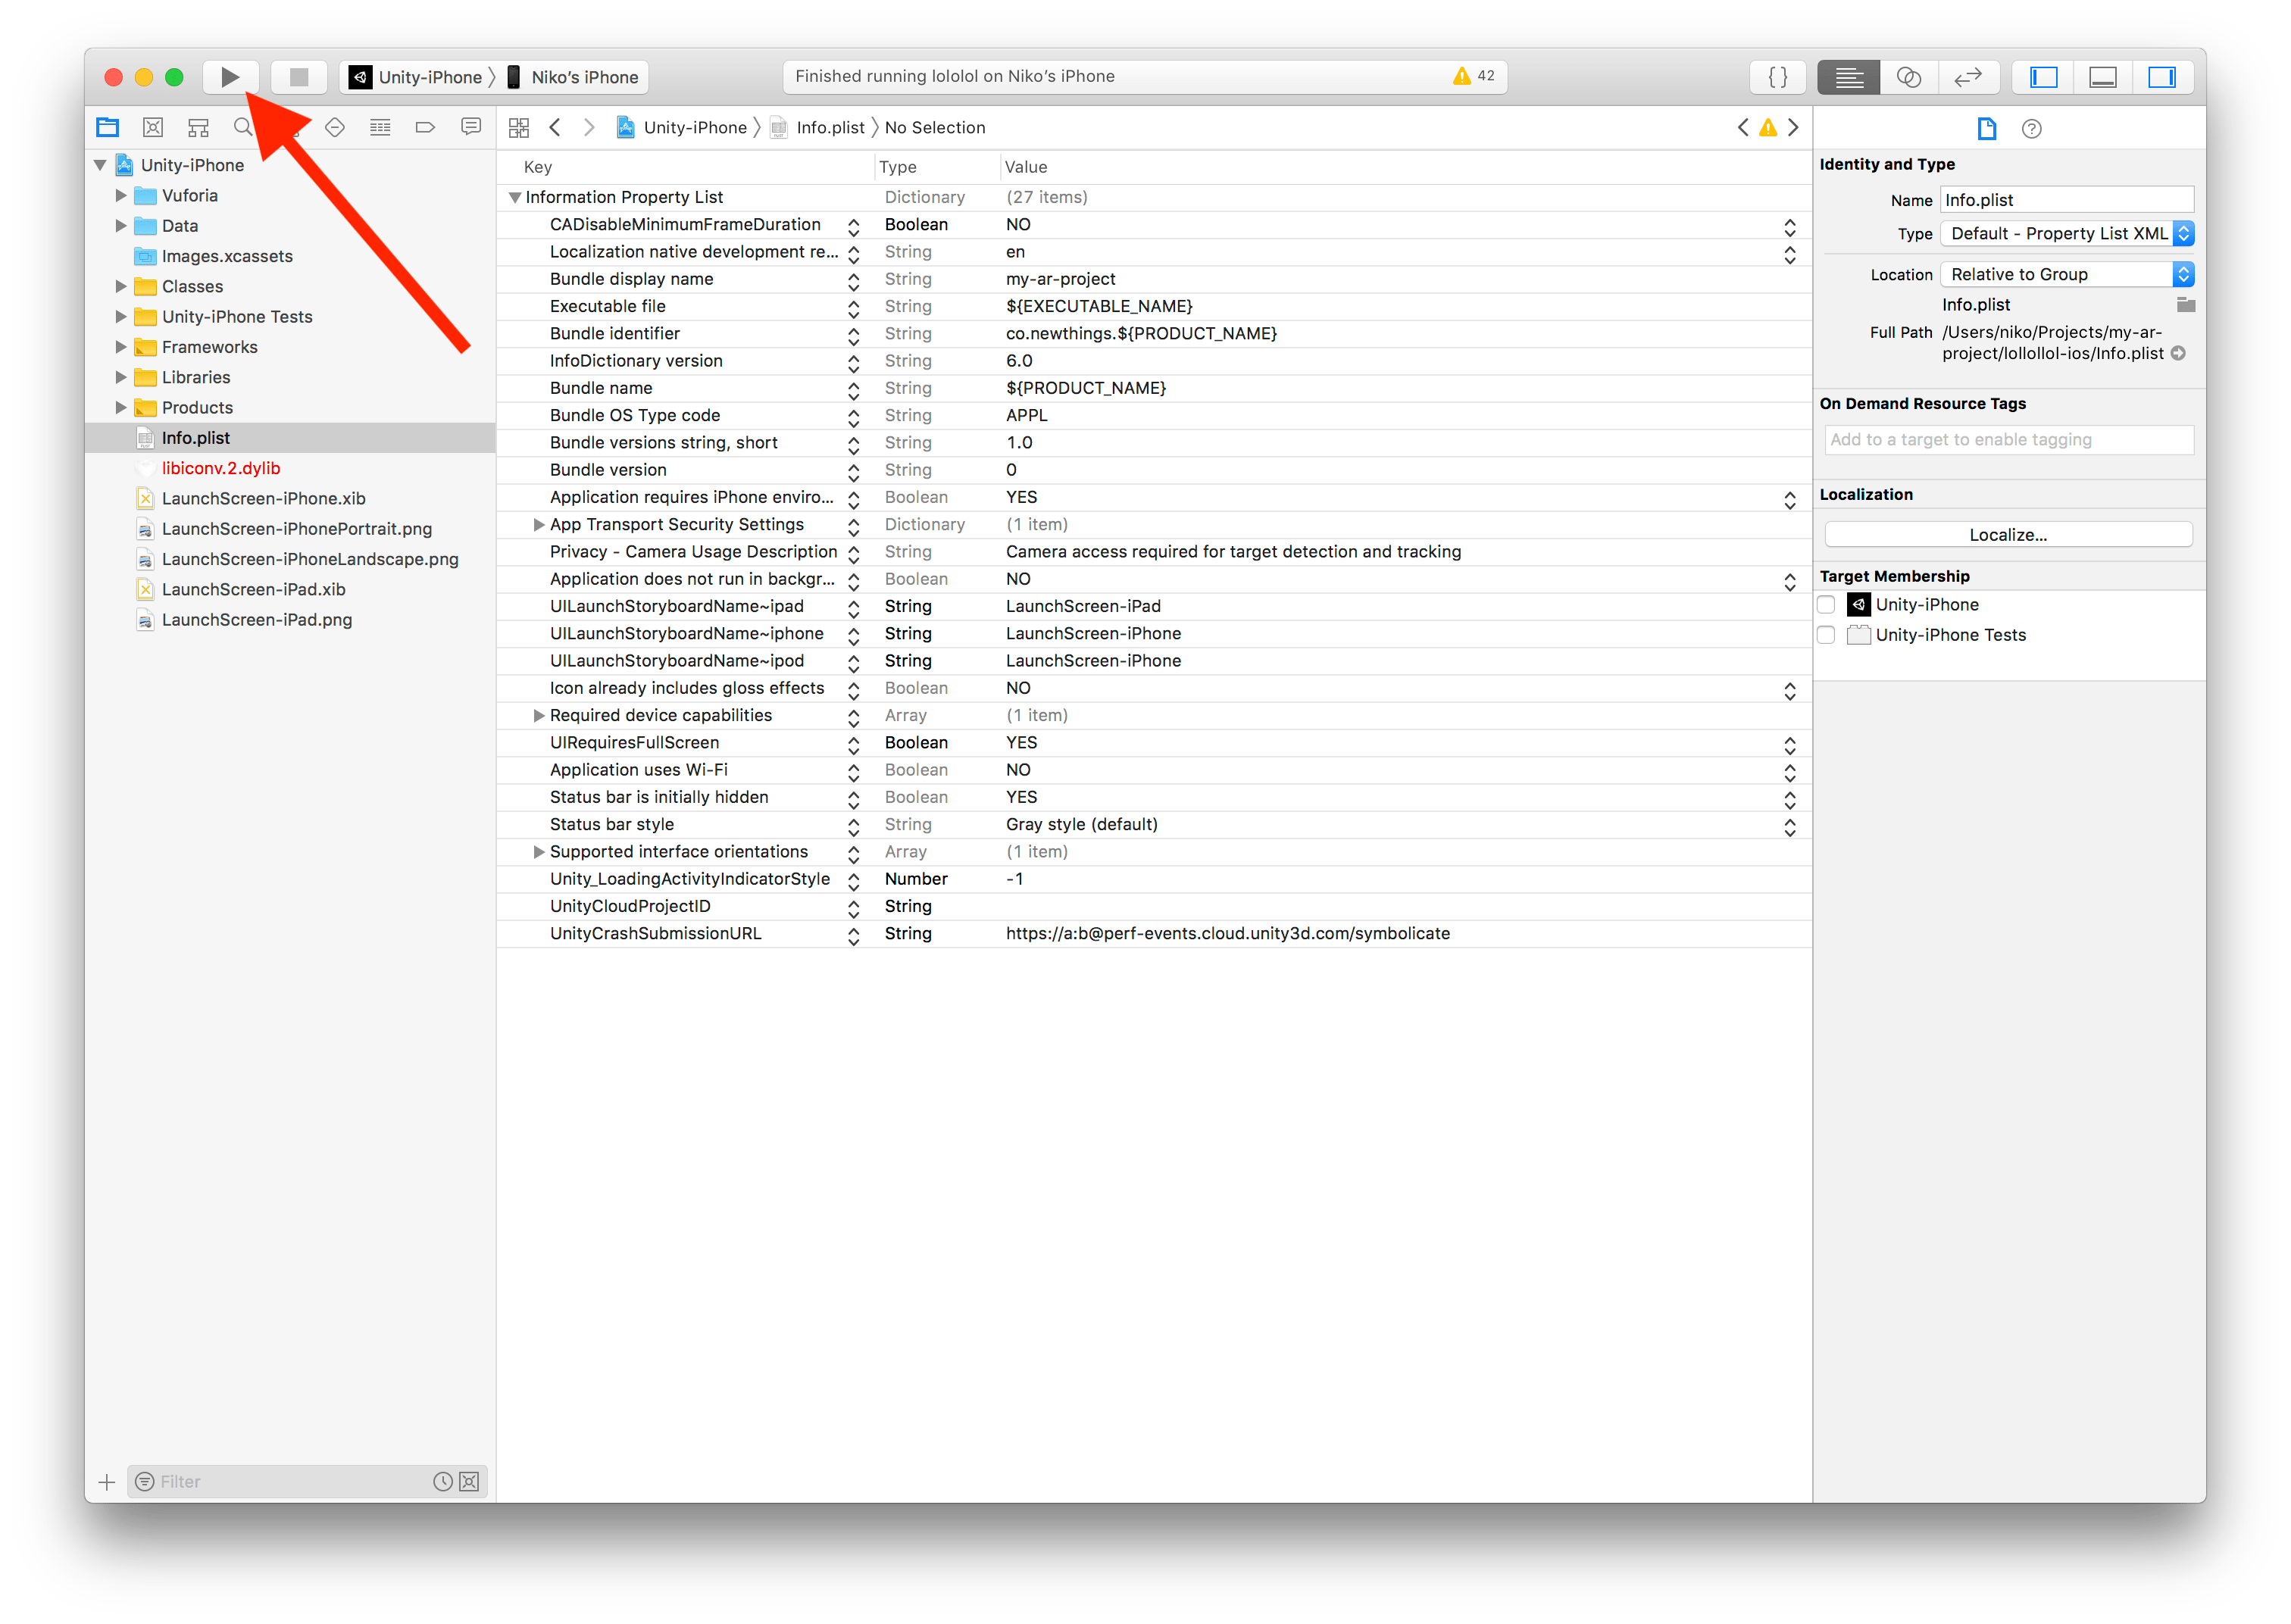 Unity-iPhone 〉 Niko's iPhone
Finished running lololol on Niko's iPhone
42
{ }
Unity-iPhone 〉 Info.plist 〉 No Selection
Unity-iPhone
Vuforia
Data
Images.xcassets
Classes
Unity-iPhone Tests
Frameworks
Libraries
Products
Info.plist
libiconv.2.dylib
LaunchScreen-iPhone.xib
LaunchScreen-iPhonePortrait.png
LaunchScreen-iPhoneLandscape.png
LaunchScreen-iPad.xib
LaunchScreen-iPad.png
Filter
Key Type Value
Information Property List Dictionary (27 items)
CADisableMinimumFrameDuration Boolean NO
Localization native development re... String en
Bundle display name String my-ar-project
Executable file String ${EXECUTABLE_NAME}
Bundle identifier String co.newthings.${PRODUCT_NAME}
InfoDictionary version String 6.0
Bundle name String ${PRODUCT_NAME}
Bundle OS Type code String APPL
Bundle versions string, short String 1.0
Bundle version String 0
Application requires iPhone enviro... Boolean YES
App Transport Security Settings Dictionary (1 item)
Privacy - Camera Usage Description String Camera access required for target detection and tracking
Application does not run in backgr... Boolean NO
UILaunchStoryboardName~ipad String LaunchScreen-iPad
UILaunchStoryboardName~iphone String LaunchScreen-iPhone
UILaunchStoryboardName~ipod String LaunchScreen-iPhone
Icon already includes gloss effects Boolean NO
Required device capabilities Array (1 item)
UIRequiresFullScreen Boolean YES
Application uses Wi-Fi Boolean NO
Status bar is initially hidden Boolean YES
Status bar style String Gray style (default)
Supported interface orientations Array (1 item)
Unity_LoadingActivityIndicatorStyle Number -1
UnityCloudProjectID String
UnityCrashSubmissionURL String https://a:b@perf-events.cloud.unity3d.com/symbolicate
Identity and Type
Name Info.plist
Type Default - Property List XML
Location Relative to Group
Info.plist
Full Path /Users/niko/Projects/my-ar-
project/lollollol-ios/Info.plist
On Demand Resource Tags
Add to a target to enable tagging
Localization
Localize...
Target Membership
Unity-iPhone
Unity-iPhone Tests